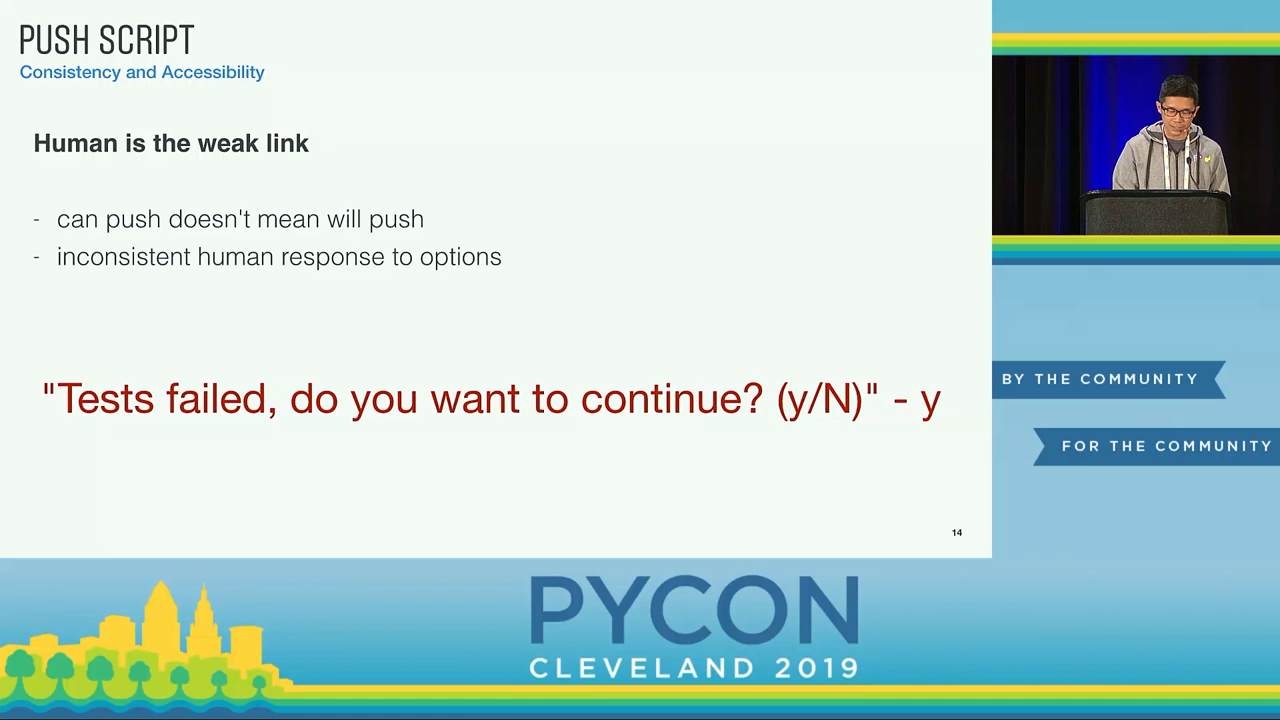 PUSH SCRIPT
Consistency and Accessibility
Human is the weak link
- can push doesn't mean will push
- inconsistent human response to options
"Tests failed, do you want to continue? (y/N)" - y
14
BY THE COMMUNITY
FOR THE COMMUNITY
PYCON
CLEVELAND 2019